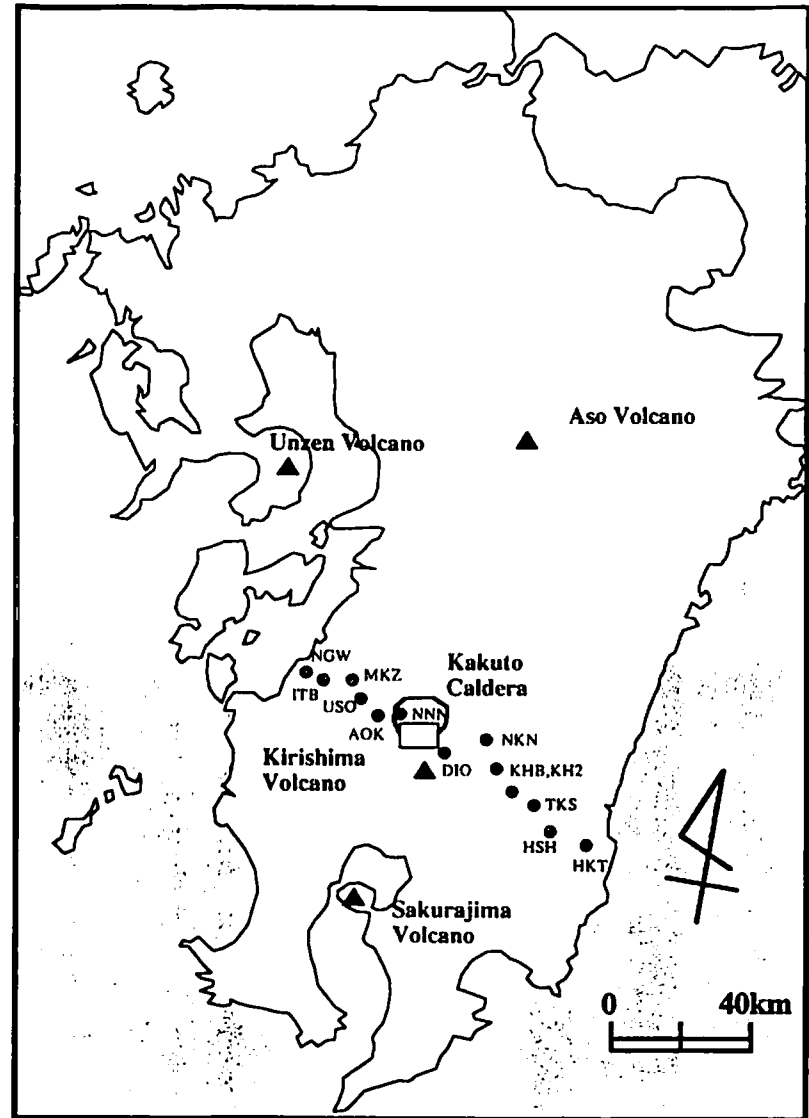 Aso Volcano
Unzen Volcano
NGW
MKZ
ITB
USO
AOK
Kakuto
Caldera
NNN
NKN
Kirishima
Volcano
DIO
KHB,KH2
TKS
HSH
HKT
Sakurajima
Volcano
0 40km